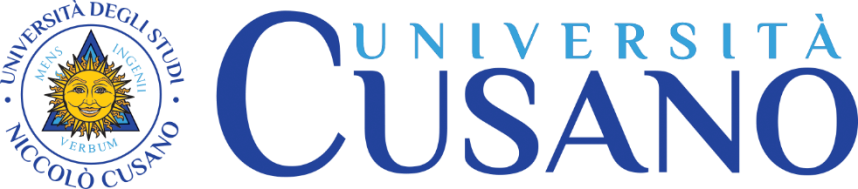 UNIVERSITÀ DEGLI STUDI
NICCOLÒ CUSANO
MENS
INGENII
VERBUM
UNIVERSITÀ
CUSANO